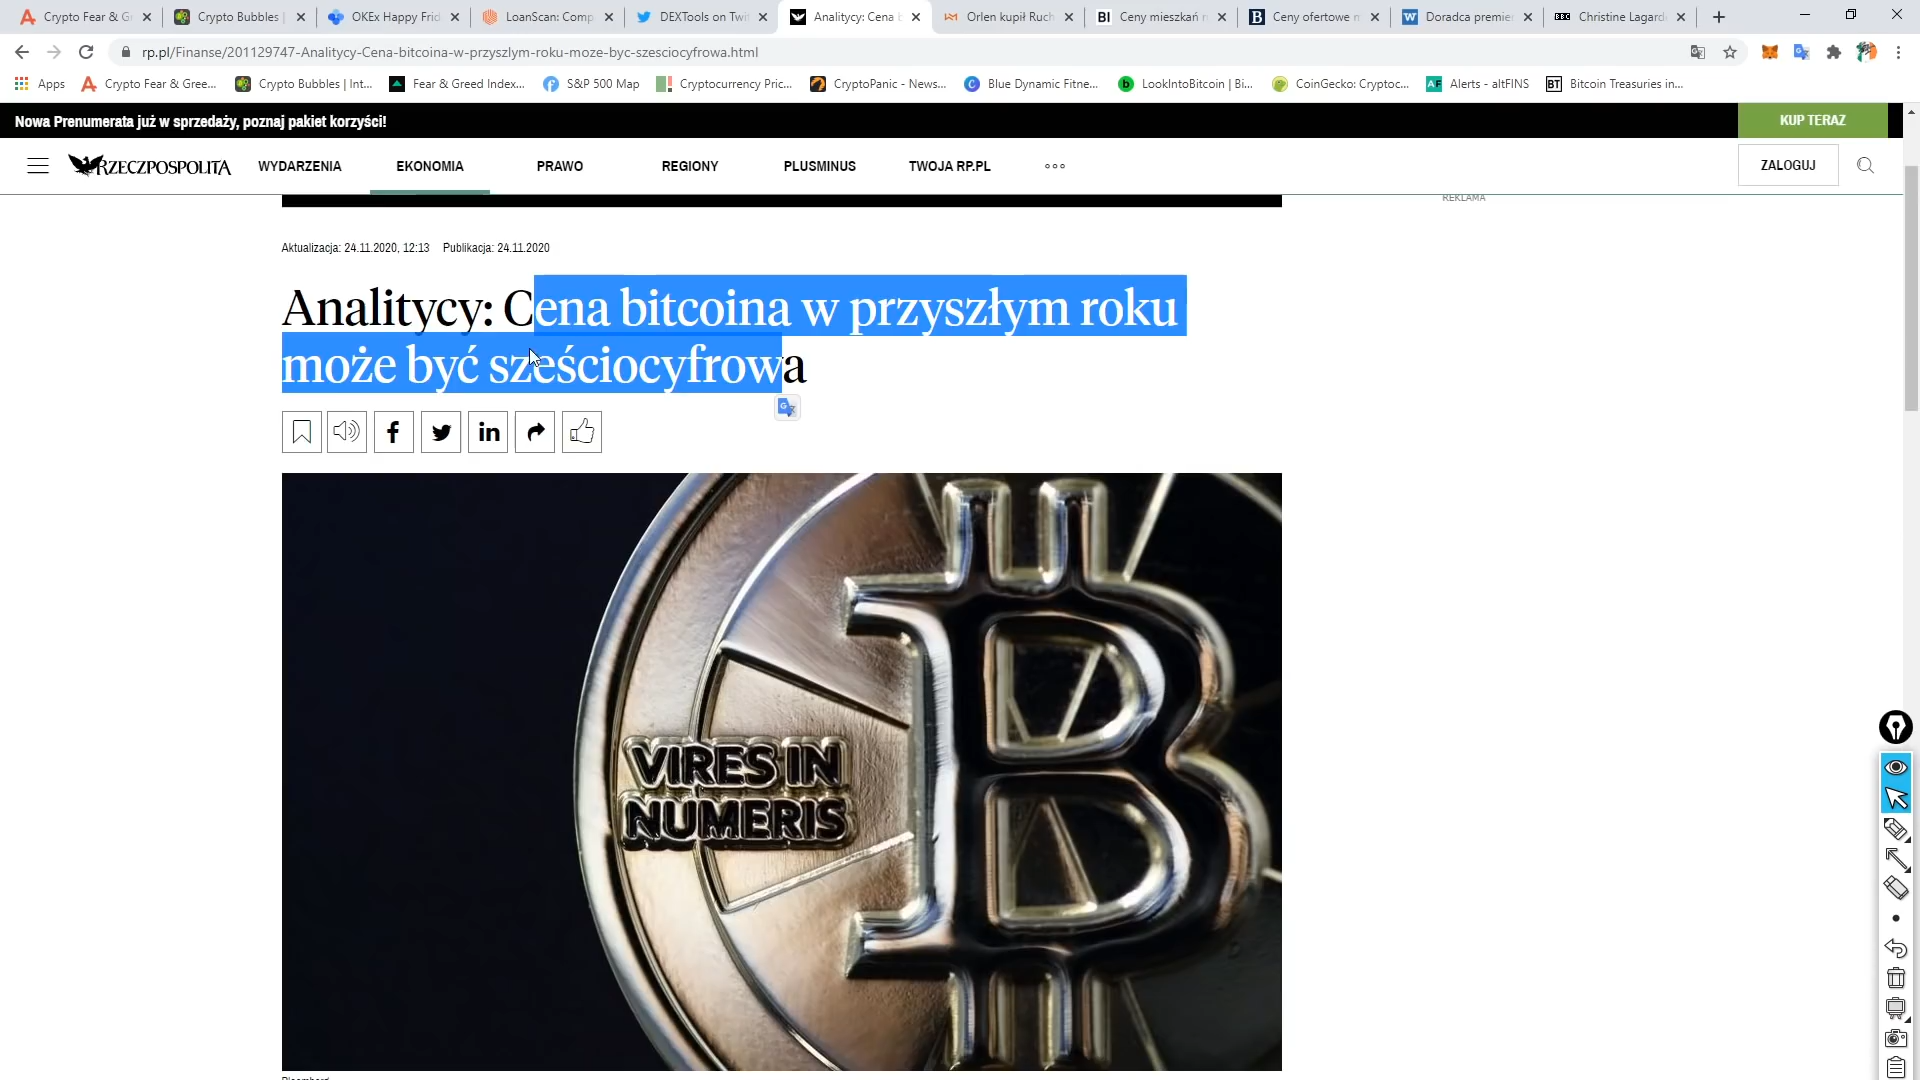 Crypto Fear & G
Crypto Bubbles |
OKEx Happy Frid
LoanScan: Comp
DEXTools on Twi
Analitycy: Cena b
Orlen kupił Ruch
BI Ceny mieszkań n
B Ceny ofertowe m
W Doradca premie
BBC Christine Lagard
rp.pl/Finanse/201129747-Analitycy-Cena-bitcoina-w-przyszlym-roku-moze-byc-szesciocyfrowa.html
Apps
Crypto Fear & Gree...
Crypto Bubbles | Int...
Fear & Greed Index...
S&P 500 Map
Cryptocurrency Pric...
CryptoPanic - News...
Blue Dynamic Fitne...
LookIntoBitcoin | Bi...
CoinGecko: Cryptoc...
AF Alerts - altFINS
BT Bitcoin Treasuries in...
Nowa Prenumerata już w sprzedaży, poznaj pakiet korzyści!
KUP TERAZ
RZECZPOSPOLITA
WYDARZENIA
EKONOMIA
PRAWO
REGIONY
PLUSMINUS
TWOJA RP.PL
ZALOGUJ
REKLAMA
Aktualizacja: 24.11.2020, 12:13 Publikacja: 24.11.2020
Analitycy: Cena bitcoina w przyszłym roku
może być sześciocyfrowa
VIRES IN
NUMERIS